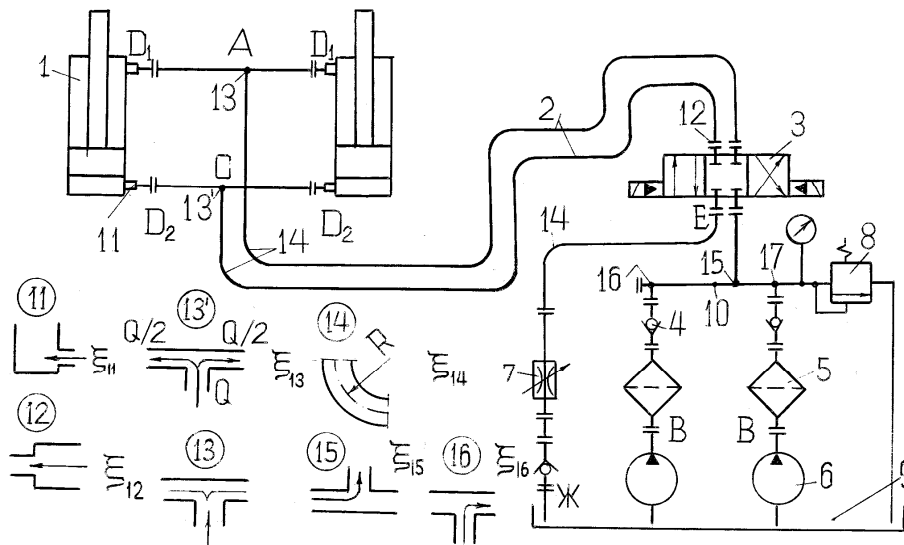 D₁ A D₁
1 13
2 12 3
C
11 D₂ 13 D₂
14
E
14 16 15 17 8
4 10
11 13' 14
Q/2 Q/2 R
ξ₁₁ ξ₁₃ ξ₁₄
Q
7 5
12 13 15 16
B B
ξ₁₂ ξ₁₅ ξ₁₆
Ж 6 9